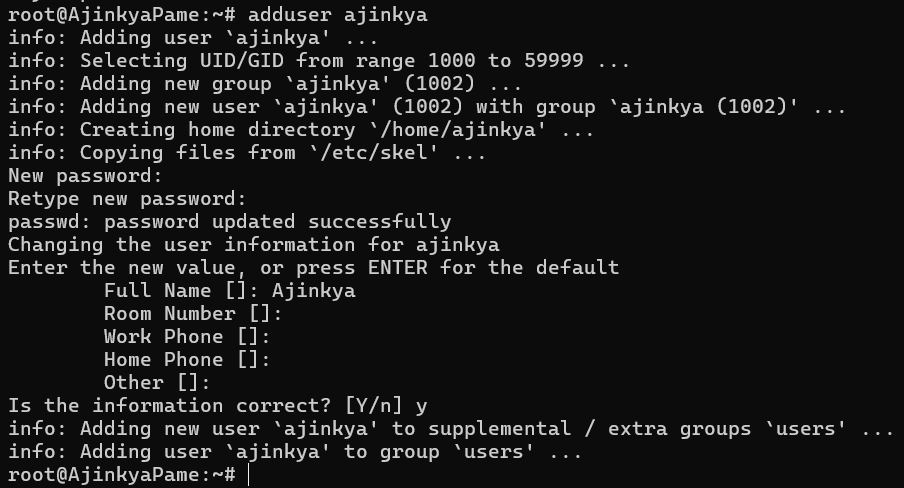 root@AjinkyaPame:~# adduser ajinkya
info: Adding user `ajinkya' ...
info: Selecting UID/GID from range 1000 to 59999 ...
info: Adding new group `ajinkya' (1002) ...
info: Adding new user `ajinkya' (1002) with group `ajinkya (1002)' ...
info: Creating home directory `/home/ajinkya' ...
info: Copying files from `/etc/skel' ...
New password:
Retype new password:
passwd: password updated successfully
Changing the user information for ajinkya
Enter the new value, or press ENTER for the default
Full Name []: Ajinkya
Room Number []:
Work Phone []:
Home Phone []:
Other []:
Is the information correct? [Y/n] y
info: Adding new user `ajinkya' to supplemental / extra groups `users' ...
info: Adding user `ajinkya' to group `users' ...
root@AjinkyaPame:~#